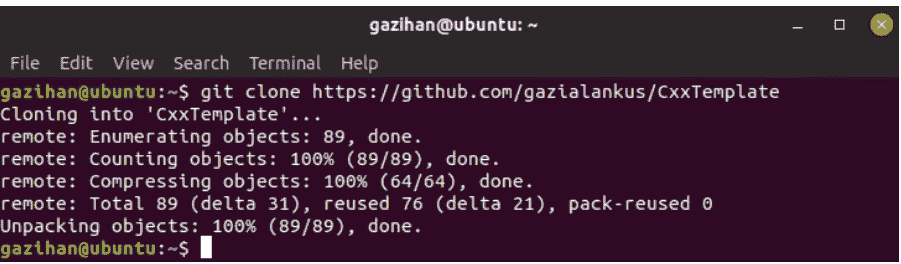 gazihan@ubuntu: ~
File Edit View Search Terminal Help
gazihan@ubuntu:~$ git clone https://github.com/gazialankus/CxxTemplate
Cloning into 'CxxTemplate'...
remote: Enumerating objects: 89, done.
remote: Counting objects: 100% (89/89), done.
remote: Compressing objects: 100% (64/64), done.
remote: Total 89 (delta 31), reused 76 (delta 21), pack-reused 0
Unpacking objects: 100% (89/89), done.
gazihan@ubuntu:~$